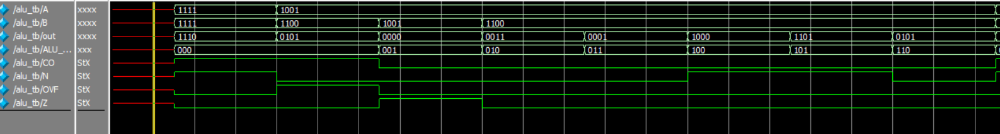 /alu_tb/A xxxx 1111 1001
/alu_tb/B xxxx 1111 1100 1001 1100
/alu_tb/out xxxx 1110 0101 0000 0011 0001 1000 1101 0101
/alu_tb/ALU_... xxx 000 001 010 011 100 101 110
/alu_tb/CO StX
/alu_tb/N StX
/alu_tb/OVF StX
/alu_tb/Z StX